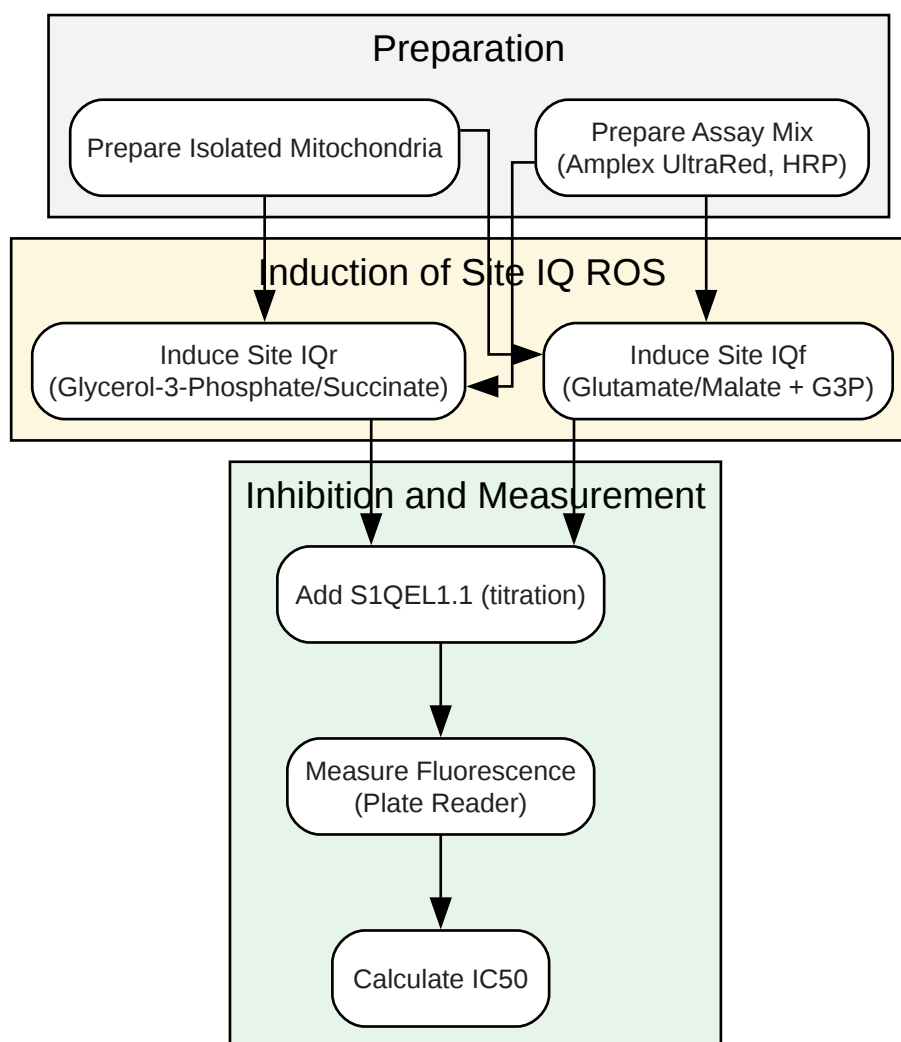 Preparation
Prepare Isolated Mitochondria
Prepare Assay Mix
(Amplex UltraRed, HRP)
Induction of Site IQ ROS
Induce Site IQr
(Glycerol-3-Phosphate/Succinate)
Induce Site IQf
(Glutamate/Malate + G3P)
Inhibition and Measurement
Add S1QEL1.1 (titration)
Measure Fluorescence
(Plate Reader)
Calculate IC50